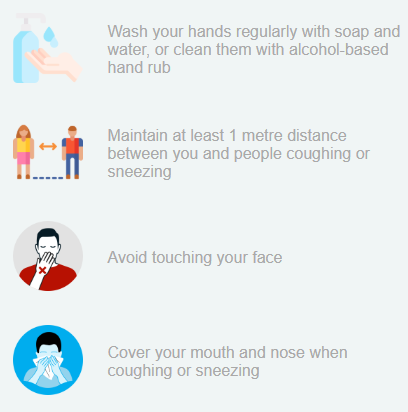 Wash your hands regularly with soap and
water, or clean them with alcohol-based
hand rub
Maintain at least 1 metre distance
between you and people coughing or
sneezing
Avoid touching your face
Cover your mouth and nose when
coughing or sneezing